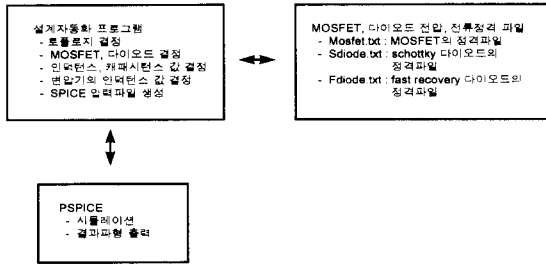 설계자동화 프로그램
- 토폴로지 결정
- MOSFET, 다이오드 결정
- 인덕턴스, 캐패시턴스 값 결정
- 변압기의 인덕턴스 값 결정
- SPICE 입력파일 생성
MOSFET, 다이오드 전압, 전류정격 파일
- Mosfet.txt : MOSFET의 정격파일
- Sdiode.txt : schottky 다이오드의
정격파일
- Fdiode.txt : fast recovery 다이오드의
정격파일
PSPICE
- 시뮬레이션
- 결과파형 출력